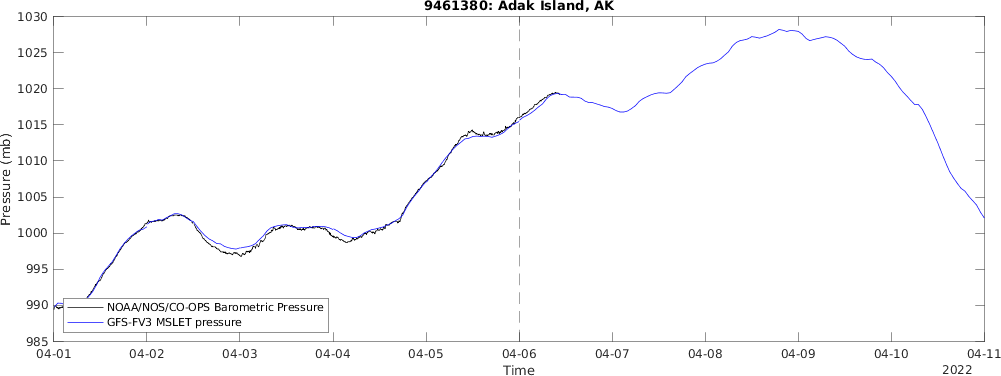 9461380: Adak Island, AK
Pressure (mb)
1030
1025
1020
1015
1010
1005
1000
995
990
985
NOAA/NOS/CO-OPS Barometric Pressure
GFS-FV3 MSLET pressure
04-01 04-02 04-03 04-04 04-05 04-06 04-07 04-08 04-09 04-10 04-11
Time
2022